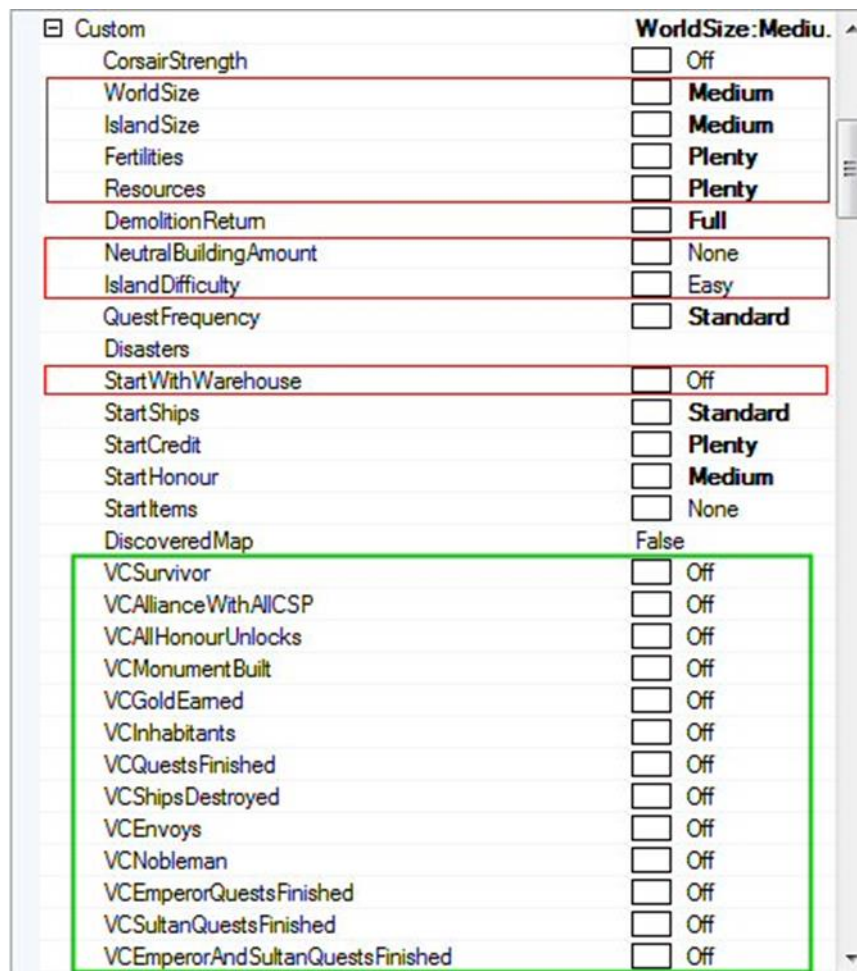 Custom WorldSize:Mediu.
CorsairStrength Off
WorldSize Medium
IslandSize Medium
Fertilities Plenty
Resources Plenty
DemolitionReturn Full
NeutralBuildingAmount None
IslandDifficulty Easy
QuestFrequency Standard
Disasters
StartWithWarehouse Off
StartShips Standard
StartCredit Plenty
StartHonour Medium
StartItems None
DiscoveredMap False
VCSurvivor Off
VCAllianceWithAllCSP Off
VCAllHonourUnlocks Off
VCMonumentBuilt Off
VCGoldEarned Off
VCInhabitants Off
VCQuestsFinished Off
VCShipsDestroyed Off
VCEnvoys Off
VCNobleman Off
VCEmperorQuestsFinished Off
VCSultanQuestsFinished Off
VCEmperorAndSultanQuestsFinished Off